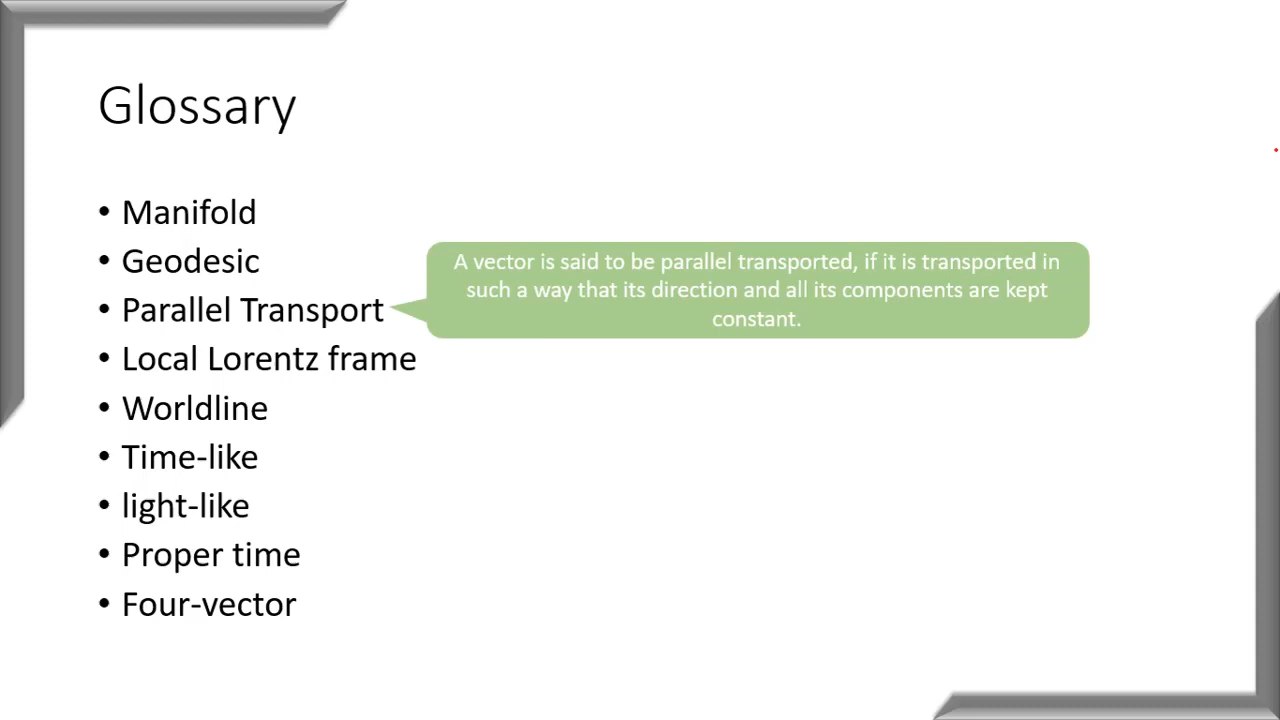 Glossary
• Manifold
• Geodesic
• Parallel Transport
A vector is said to be parallel transported, if it is transported in
such a way that its direction and all its components are kept
constant.
• Local Lorentz frame
• Worldline
• Time-like
• light-like
• Proper time
• Four-vector